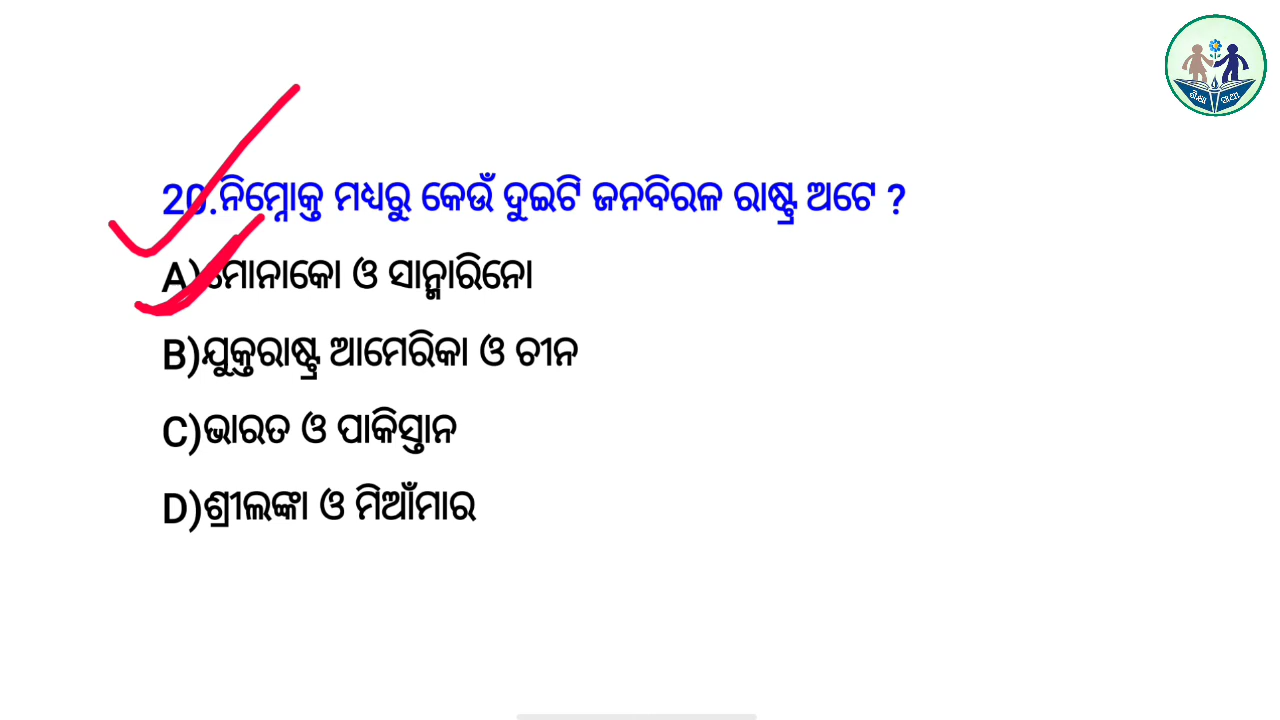 20.ନିମ୍ନୋକ୍ତ ମଧ୍ୟରୁ କେଉଁ ଦୁଇଟି ଜନବିରଳ ରାଷ୍ଟ୍ର ଅଟେ ?
A)ମୋନାକୋ ଓ ସାନ୍ମାରିନୋ
B)ଯୁକ୍ତରାଷ୍ଟ୍ର ଆମେରିକା ଓ ଚୀନ
C)ଭାରତ ଓ ପାକିସ୍ତାନ
D)ଶ୍ରୀଲଙ୍କା ଓ ମିଆଁମାର